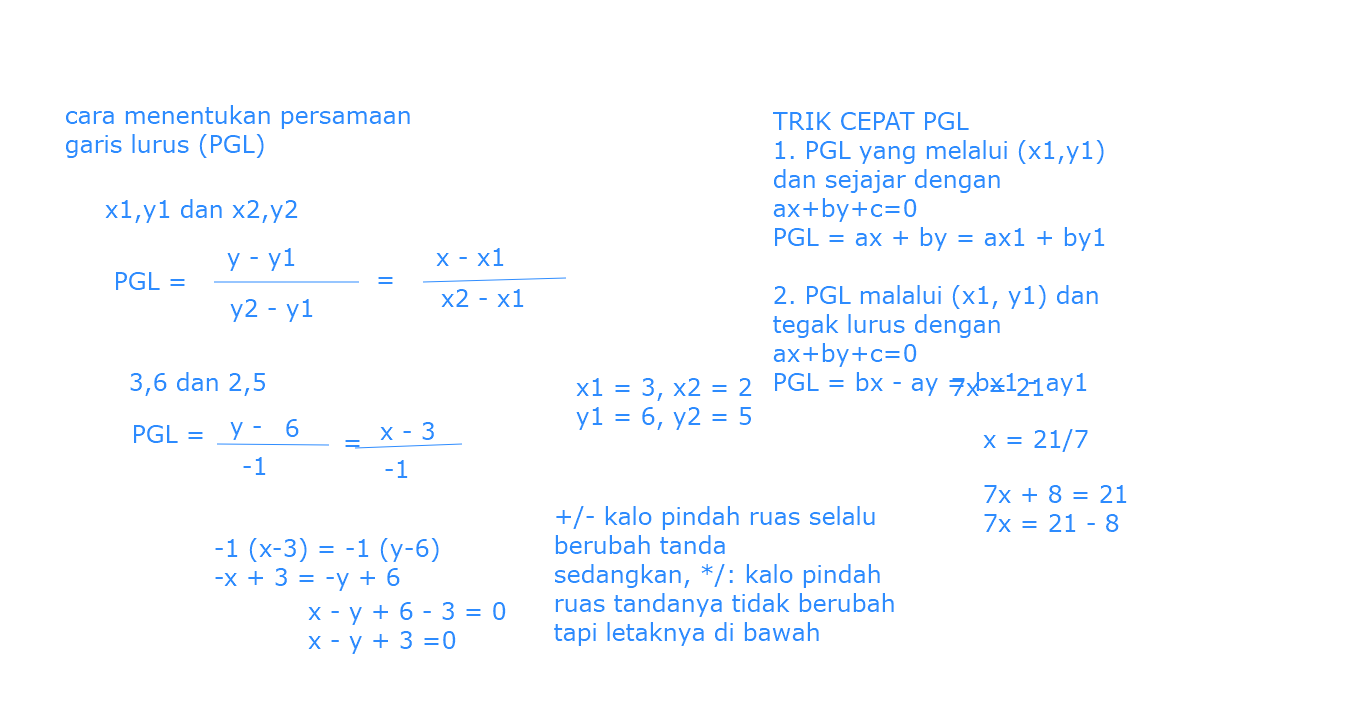 cara menentukan persamaan
garis lurus (PGL)
x1,y1 dan x2,y2
y - y1
x - x1
PGL =
=
y2 - y1
x2 - x1
3,6 dan 2,5
x1 = 3, x2 = 2
y1 = 6, y2 = 5
PGL =
y - 6
=
x - 3
-1
-1
-1 (x-3) = -1 (y-6)
-x + 3 = -y + 6
x - y + 6 - 3 = 0
x - y + 3 =0
+/- kalo pindah ruas selalu
berubah tanda
sedangkan, */: kalo pindah
ruas tandanya tidak berubah
tapi letaknya di bawah
TRIK CEPAT PGL
1. PGL yang melalui (x1,y1)
dan sejajar dengan
ax+by+c=0
PGL = ax + by = ax1 + by1
2. PGL malalui (x1, y1) dan
tegak lurus dengan
ax+by+c=0
PGL = bx - ay = bx1 - ay1
7x = 21
x = 21/7
7x + 8 = 21
7x = 21 - 8